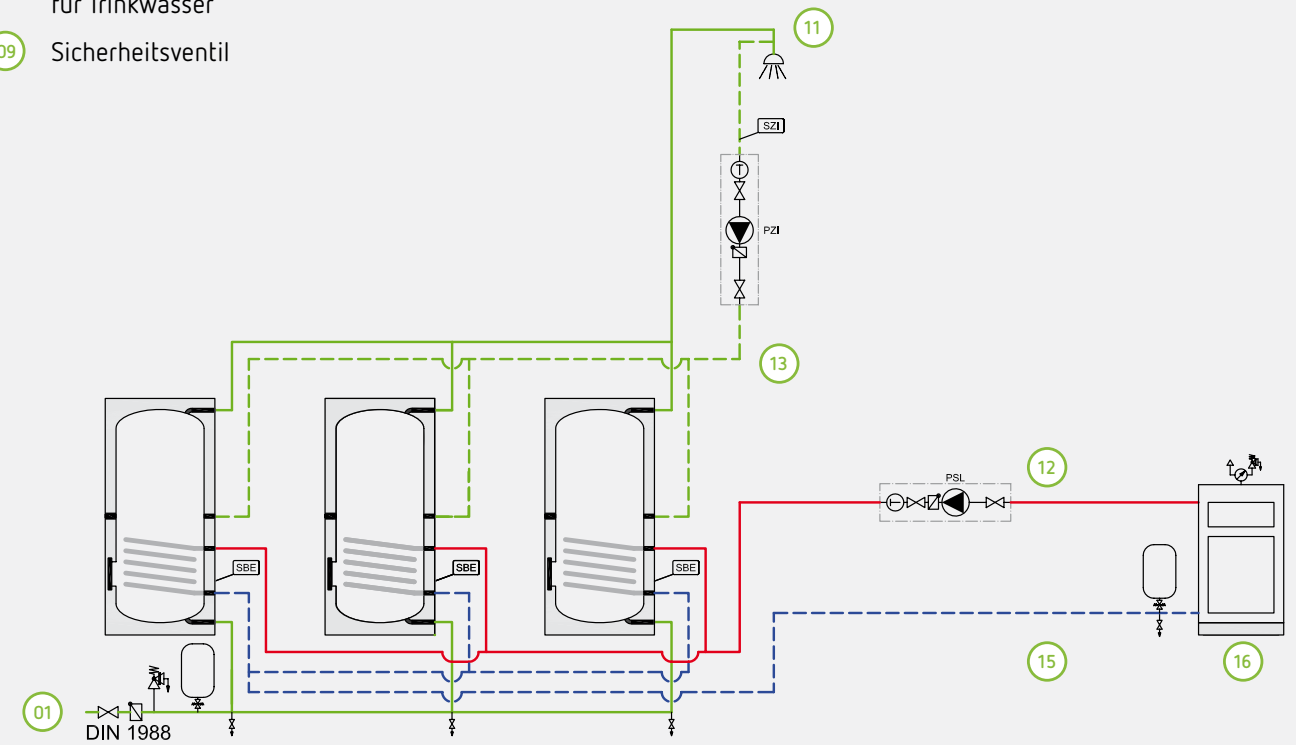 für Trinkwasser
09 Sicherheitsventil
11
SZI
T
PZI
13
12
PSL
T
SBE
SBE
SBE
15
16
01
DIN 1988